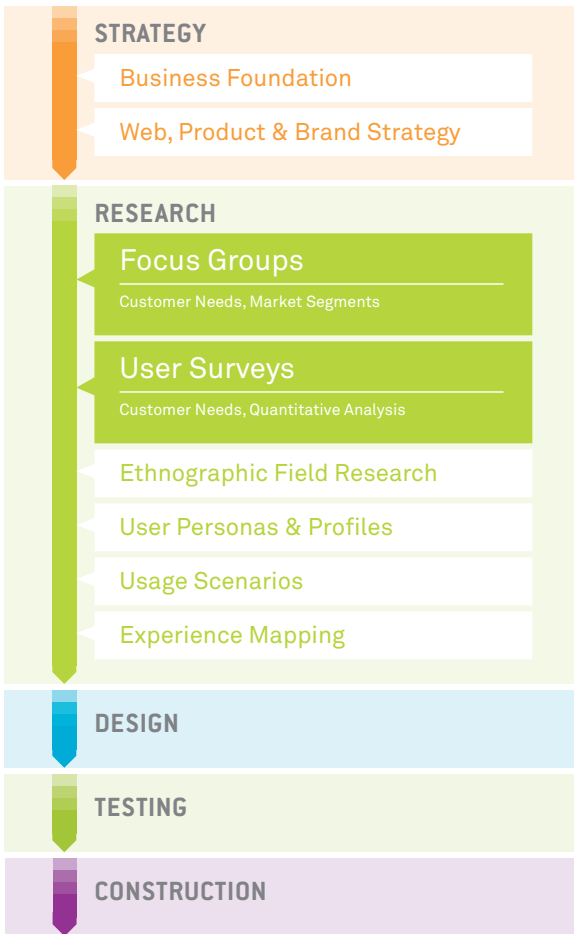 STRATEGY
Business Foundation
Web, Product & Brand Strategy
RESEARCH
Focus Groups
Customer Needs, Market Segments
User Surveys
Customer Needs, Quantitative Analysis
Ethnographic Field Research
User Personas & Profiles
Usage Scenarios
Experience Mapping
DESIGN
TESTING
CONSTRUCTION